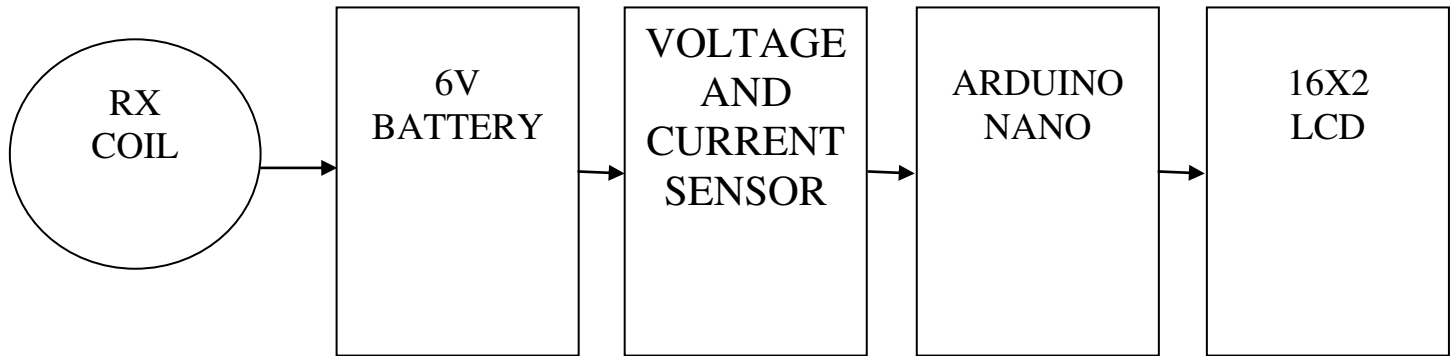 RX
COIL
6V
BATTERY
VOLTAGE
AND
CURRENT
SENSOR
ARDUINO
NANO
16X2
LCD